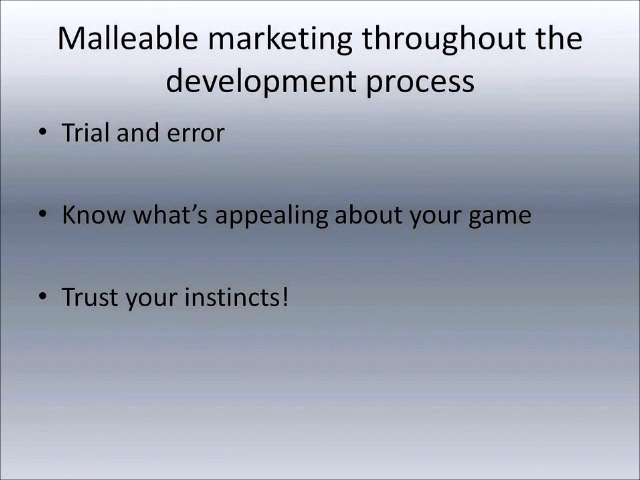 Malleable marketing throughout the
development process
• Trial and error
• Know what’s appealing about your game
• Trust your instincts!